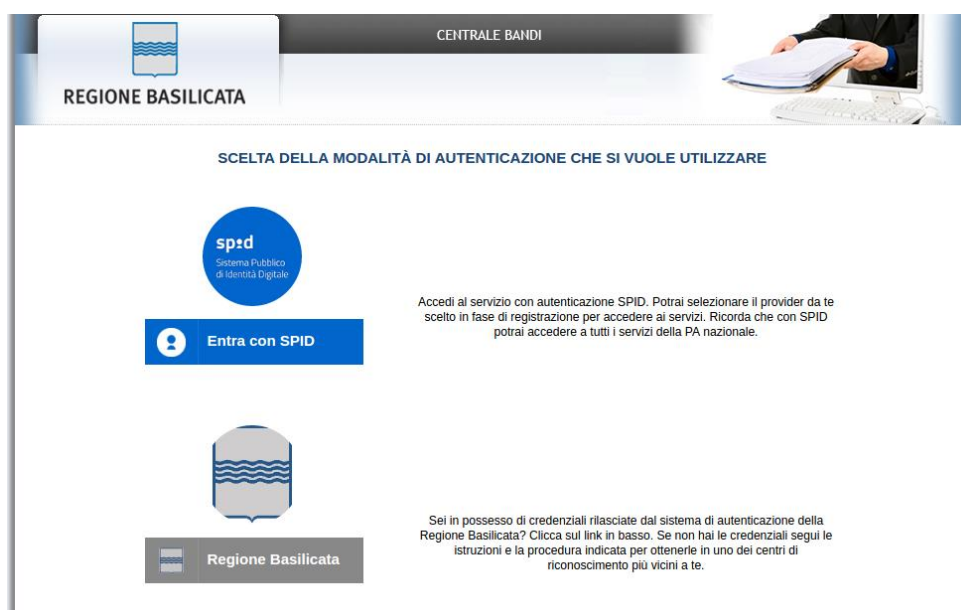 CENTRALE BANDI
REGIONE BASILICATA
SCELTA DELLA MODALITÀ DI AUTENTICAZIONE CHE SI VUOLE UTILIZZARE
spid
Sistema Pubblico
di Identità Digitale
Entra con SPID
Accedi al servizio con autenticazione SPID. Potrai selezionare il provider da te
scelto in fase di registrazione per accedere ai servizi. Ricorda che con SPID
potrai accedere a tutti i servizi della PA nazionale.
Regione Basilicata
Sei in possesso di credenziali rilasciate dal sistema di autenticazione della
Regione Basilicata? Clicca sul link in basso. Se non hai le credenziali segui le
istruzioni e la procedura indicata per ottenerle in uno dei centri di
riconoscimento più vicini a te.